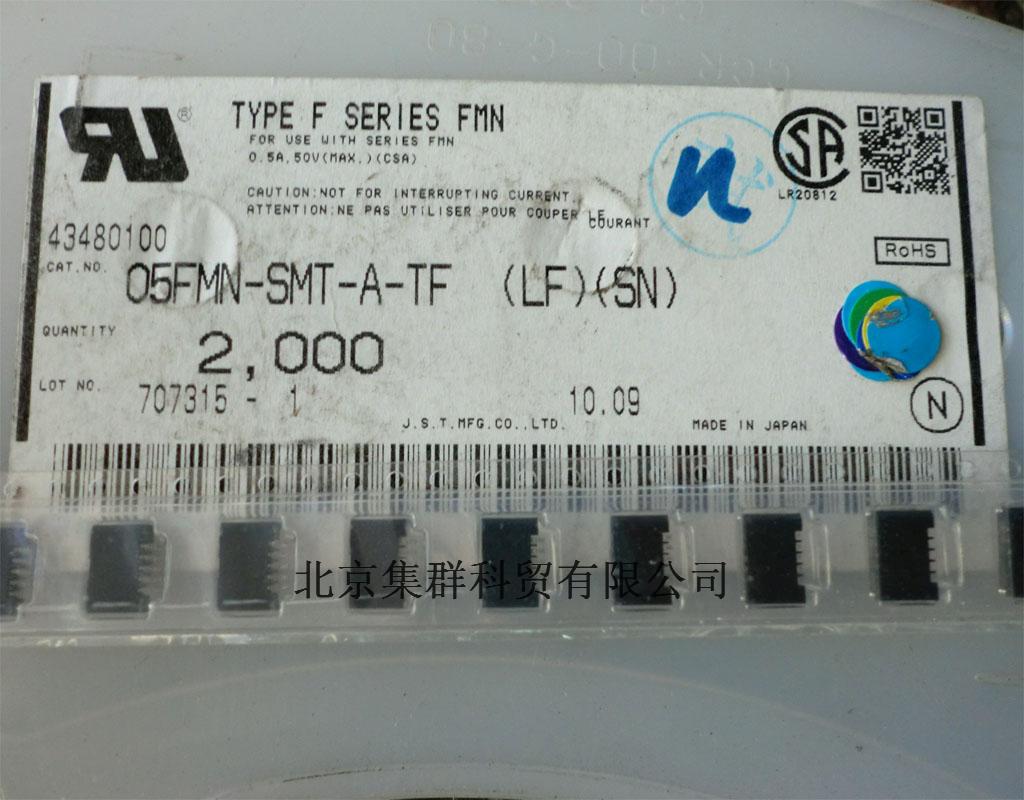 TYPE F SERIES FMN
FOR USE WITH SERIES FMN
0.5A,50V(MAX.)(CSA)
CAUTION:NOT FOR INTERRUPTING CURRENT.
ATTENTION:NE PAS UTILISER POUR COUPER LE COURANT
n
SA
LR20812
RoHS
43480100
CAT.NO. 05FMN-SMT-A-TF (LF)(SN)
QUANTITY 2,000
LOT NO. 707315 - 1 10.09
N
J.S.T.MFG.CO.,LTD. MADE IN JAPAN
北京集群科贸有限公司